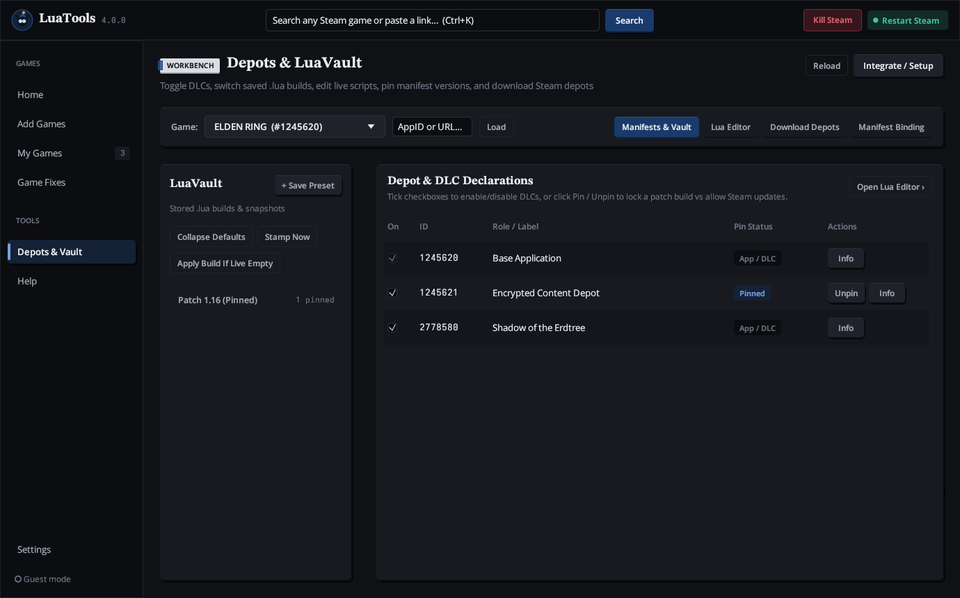 LuaTools 4.0.0
Search any Steam game or paste a link... (Ctrl+K)
Search
Kill Steam
Restart Steam
GAMES
Home
Add Games
My Games 3
Game Fixes
TOOLS
Depots & Vault
Help
Settings
Guest mode
WORKBENCH
Depots & LuaVault
Toggle DLCs, switch saved .lua builds, edit live scripts, pin manifest versions, and download Steam depots
Reload
Integrate / Setup
Game: ELDEN RING (#1245620) AppID or URL... Load
Manifests & Vault Lua Editor Download Depots Manifest Binding
LuaVault
+ Save Preset
Stored .lua builds & snapshots
Collapse Defaults Stamp Now
Apply Build If Live Empty
Patch 1.16 (Pinned) 1 pinned
Depot & DLC Declarations
Tick checkboxes to enable/disable DLCs, or click Pin / Unpin to lock a patch build vs allow Steam updates.
Open Lua Editor ›
On ID Role / Label Pin Status Actions
1245620 Base Application App / DLC Info
1245621 Encrypted Content Depot Pinned Unpin Info
2778580 Shadow of the Erdtree App / DLC Info